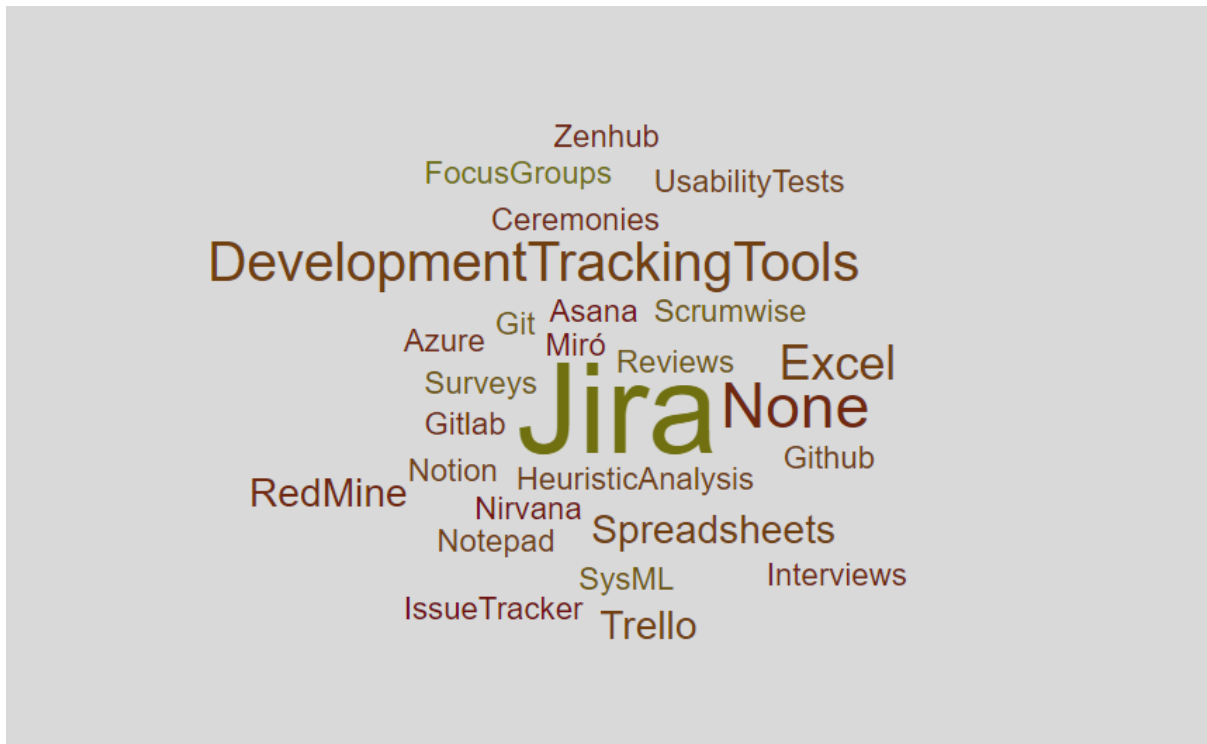 Zenhub
FocusGroups
UsabilityTests
Ceremonies
DevelopmentTrackingTools
Asana
Scrumwise
Git
Azure
Miró
Reviews
Excel
Surveys
Jira
None
Gitlab
Github
Notion
HeuristicAnalysis
RedMine
Nirvana
Spreadsheets
Notepad
Interviews
SysML
IssueTracker
Trello